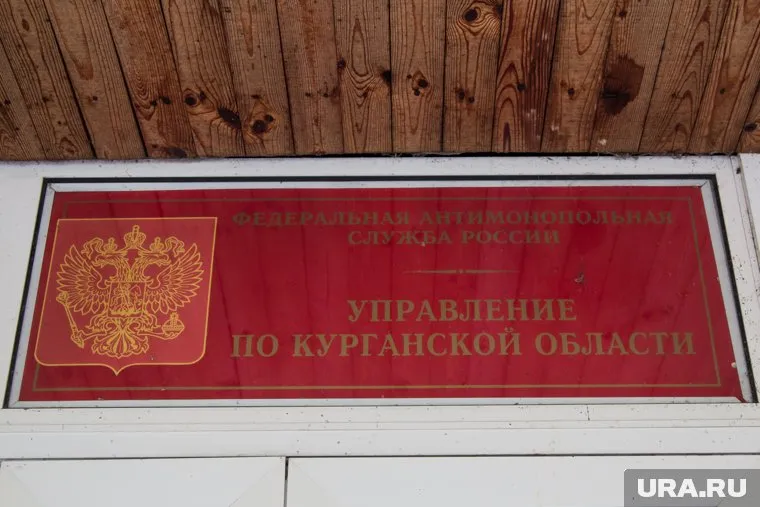 ФЕДЕРАЛЬНАЯ АНТИМОНОПОЛЬНАЯ
СЛУЖБА РОССИИ
УПРАВЛЕНИЕ
ПО КУРГАНСКОЙ ОБЛАСТИ
URA.RU